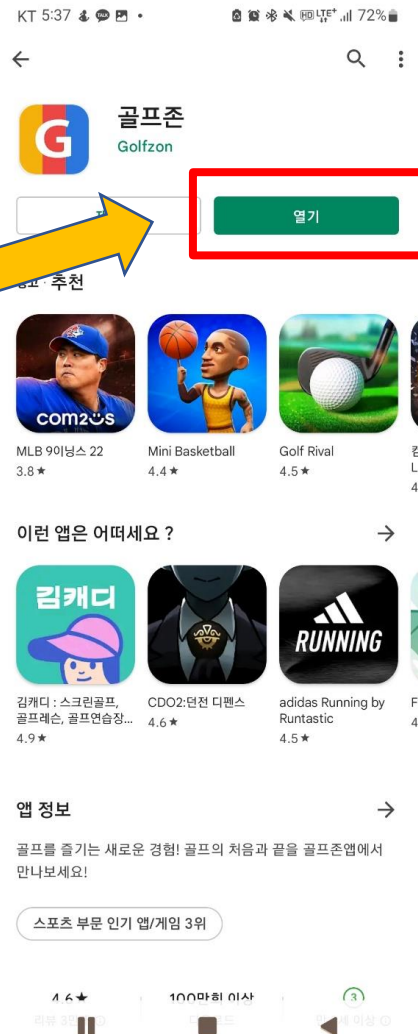 KT 5:37
HD LTE+ 72%
G
골프존
Golfzon
열기
추천
com2us
MLB 9이닝스 22
Mini Basketball
Golf Rival
3.8★
4.4★
4.5★
이런 앱은 어떠세요 ?
김캐디
RUNNING
김캐디 : 스크린골프, 골프레슨, 골프연습장…
CDO2:던전 디펜스
adidas Running by Runtastic
4.9★
4.6★
4.5★
앱 정보
골프를 즐기는 새로운 경험! 골프의 처음과 끝을 골프존앱에서
만나보세요!
스포츠 부문 인기 앱/게임 3위
4.6★
100만회 이상
3